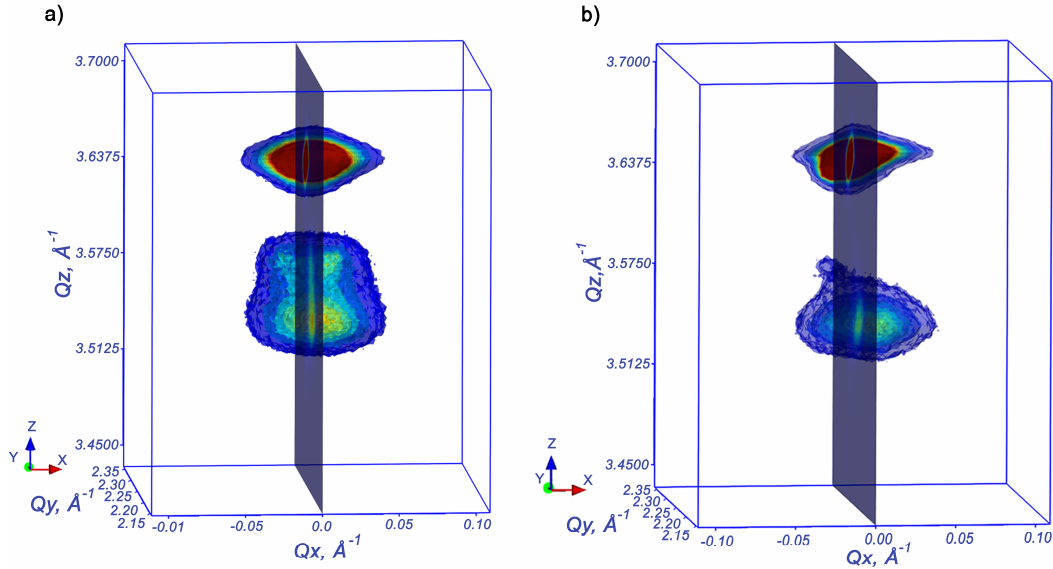 a)
3.7000
3.6375
3.5750
3.5125
3.4500
Qz, Å⁻¹
Z
Y
X
2.35
2.30
2.25
2.20
2.15
Qy, Å⁻¹
-0.01
-0.05
0.0
0.05
0.10
Qx, Å⁻¹
b)
3.7000
3.6375
3.5750
3.5125
3.4500
Qz,Å⁻¹
Z
Y
X
2.35
2.30
2.25
2.20
2.15
Qy, Å⁻¹
-0.10
-0.05
0.00
0.05
0.10
Qx, Å⁻¹